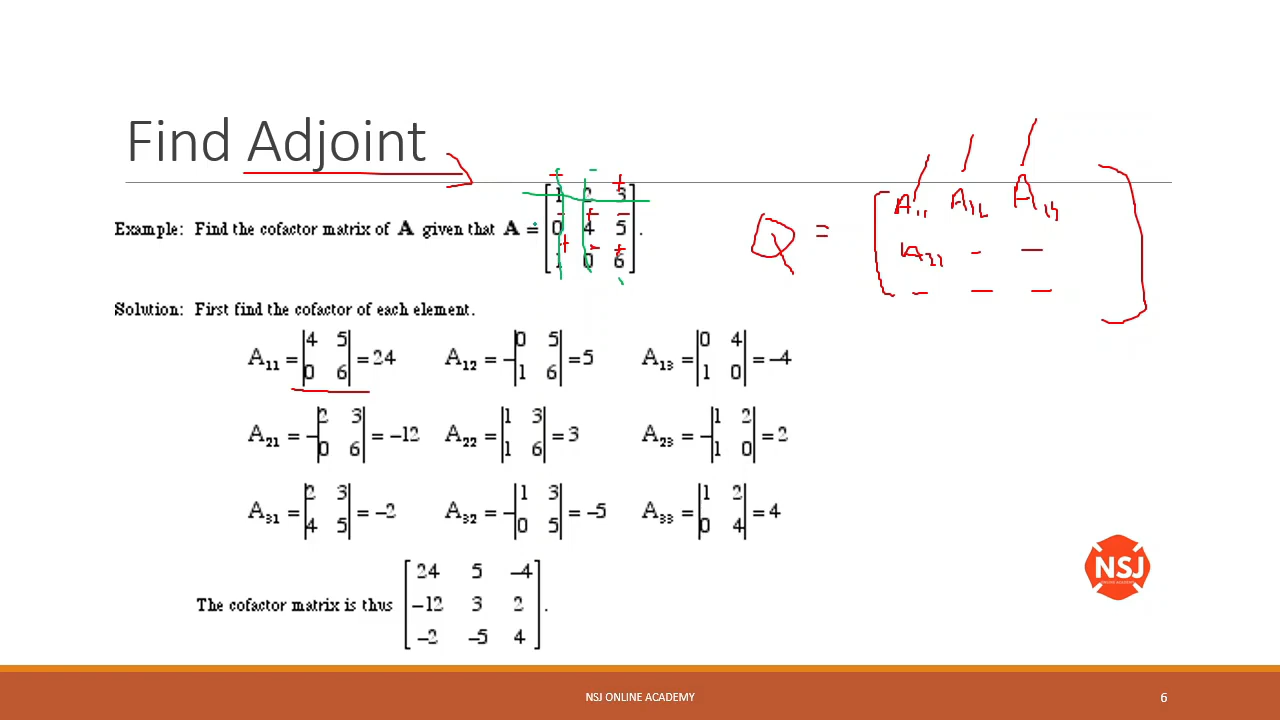 Find Adjoint
Example: Find the cofactor matrix of A given that A = [1 2 3
0 4 5
1 0 6].
+ - +
- + -
+ - +
Q = [A11 A12 A13
A22 - -
- - -]
Solution: First find the cofactor of each element.
A11 = |4 5; 0 6| = 24 A12 = -|0 5; 1 6| = 5 A13 = |0 4; 1 0| = -4
A21 = -|2 3; 0 6| = -12 A22 = |1 3; 1 6| = 3 A23 = -|1 2; 1 0| = 2
A31 = |2 3; 4 5| = -2 A32 = -|1 3; 0 5| = -5 A33 = |1 2; 0 4| = 4
The cofactor matrix is thus [24 5 -4
-12 3 2
-2 -5 4].
NSJ
NSJ ONLINE ACADEMY
6